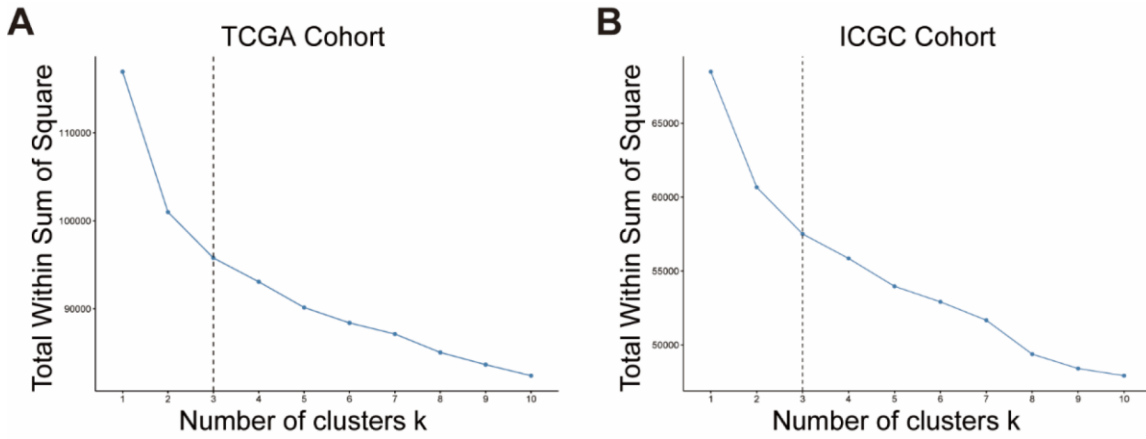 A
TCGA Cohort
Total Within Sum of Square
110000
100000
90000
1 2 3 4 5 6 7 8 9 10
Number of clusters k
B
ICGC Cohort
Total Within Sum of Square
65000
60000
55000
50000
1 2 3 4 5 6 7 8 9 10
Number of clusters k